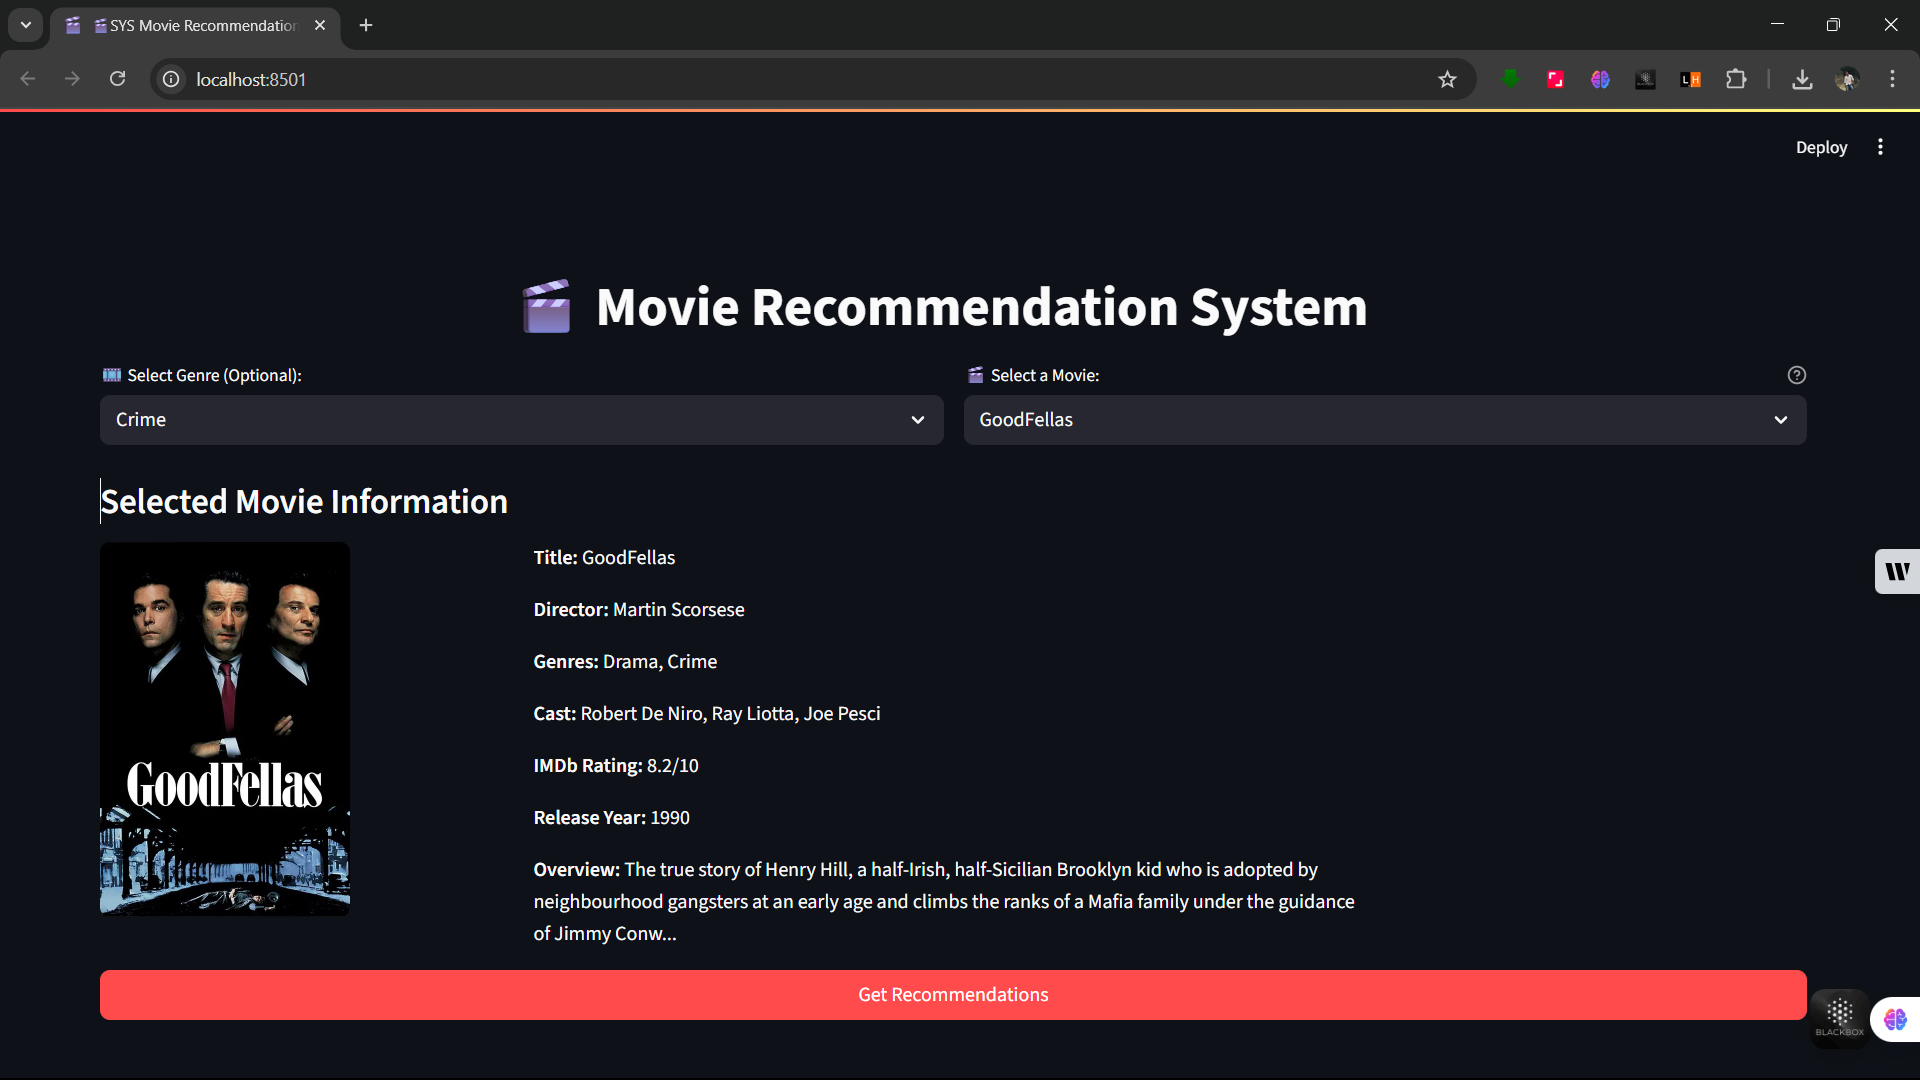 SYS Movie Recommendation
localhost:8501
LH
Deploy
Movie Recommendation System
Select Genre (Optional):
Select a Movie:
Crime
GoodFellas
Selected Movie Information
GoodFellas
Title: GoodFellas
Director: Martin Scorsese
Genres: Drama, Crime
Cast: Robert De Niro, Ray Liotta, Joe Pesci
IMDb Rating: 8.2/10
Release Year: 1990
Overview: The true story of Henry Hill, a half-Irish, half-Sicilian Brooklyn kid who is adopted by
neighbourhood gangsters at an early age and climbs the ranks of a Mafia family under the guidance
of Jimmy Conw...
W
Get Recommendations
BLACKBOX